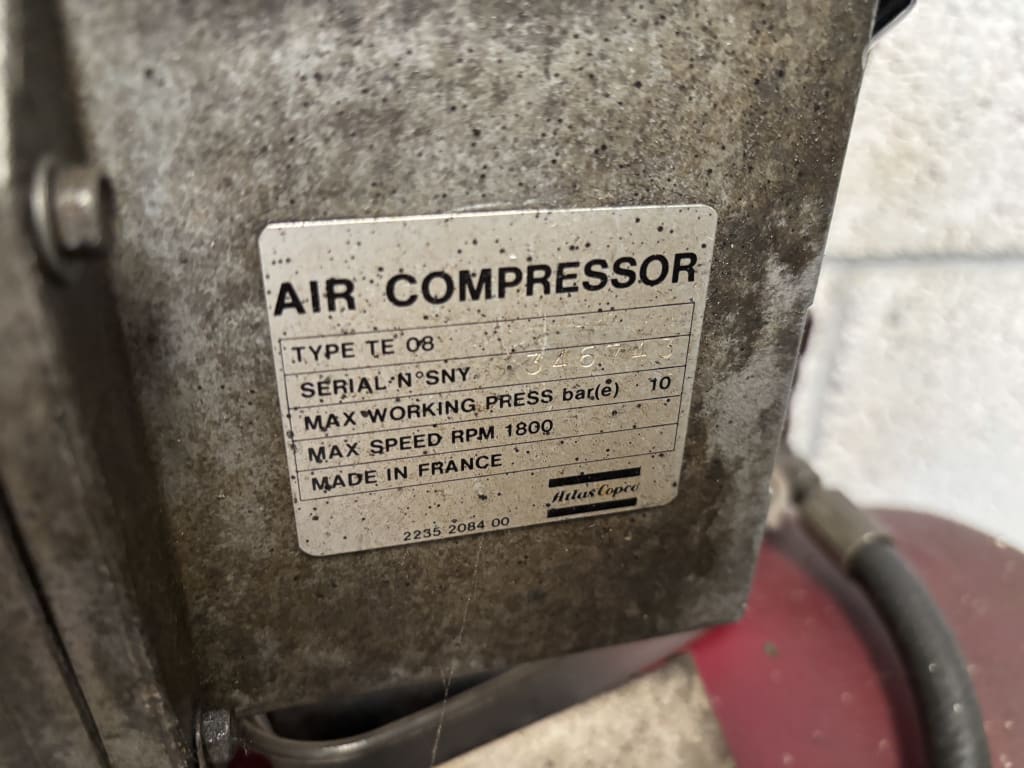 AIR COMPRESSOR
TYPE TE 08
SERIAL N°SNY
MAX WORKING PRESS bar(e) 10
MAX SPEED RPM 1800
MADE IN FRANCE
Atlas Copco
2235 2084 00